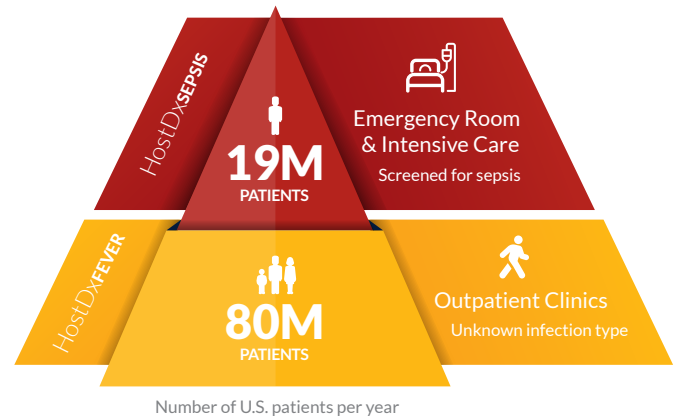 HostDxSEPSIS
19M
PATIENTS
Emergency Room
& Intensive Care
Screened for sepsis
HostDxFEVER
80M
PATIENTS
Outpatient Clinics
Unknown infection type
Number of U.S. patients per year